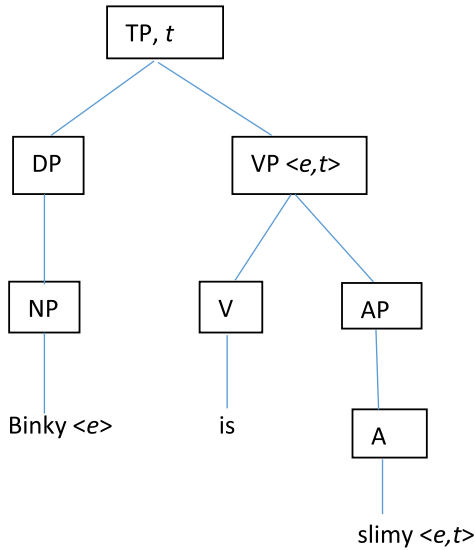 TP, t
DP
VP <e,t>
NP
V
AP
Binky <e>
is
A
slimy <e,t>